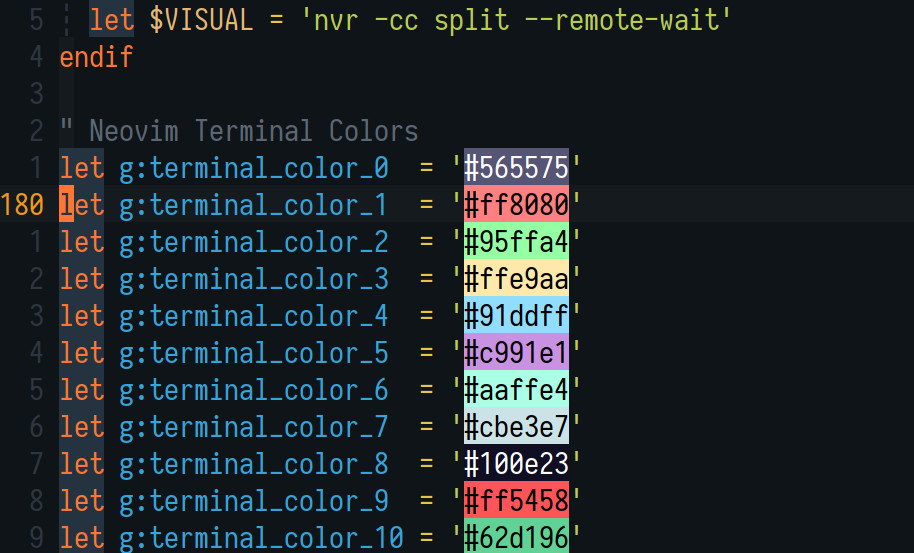 5 let $VISUAL = 'nvr -cc split --remote-wait'
4 endif
3
2 " Neovim Terminal Colors
1 let g:terminal_color_0 = '#565575'
180 let g:terminal_color_1 = '#ff8080'
1 let g:terminal_color_2 = '#95ffa4'
2 let g:terminal_color_3 = '#ffe9aa'
3 let g:terminal_color_4 = '#91ddff'
4 let g:terminal_color_5 = '#c991e1'
5 let g:terminal_color_6 = '#aaffe4'
6 let g:terminal_color_7 = '#cbe3e7'
7 let g:terminal_color_8 = '#100e23'
8 let g:terminal_color_9 = '#ff5458'
9 let g:terminal_color_10 = '#62d196'